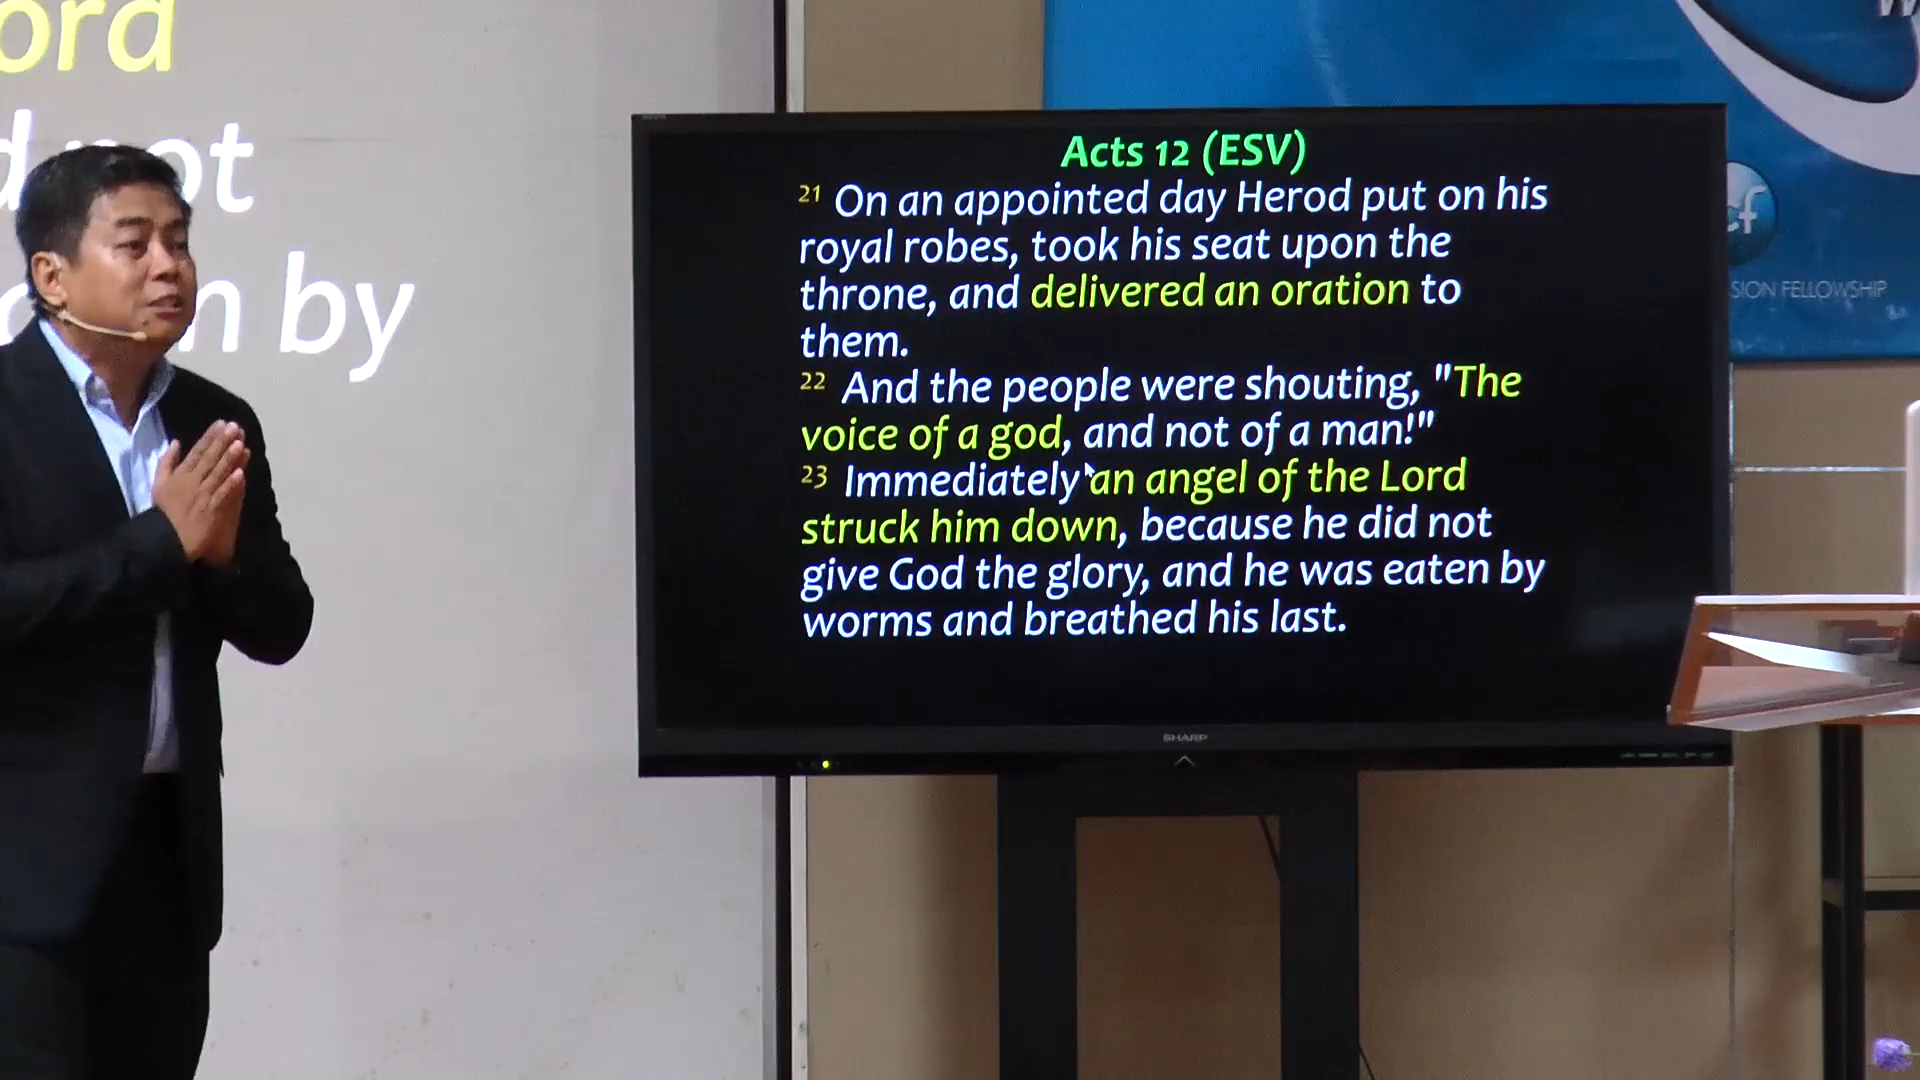 ord
not
by
Acts 12 (ESV)
21 On an appointed day Herod put on his
royal robes, took his seat upon the
throne, and delivered an oration to
them.
22 And the people were shouting, "The
voice of a god, and not of a man!"
23 Immediately an angel of the Lord
struck him down, because he did not
give God the glory, and he was eaten by
worms and breathed his last.
SHARP
cf
SION FELLOWSHIP